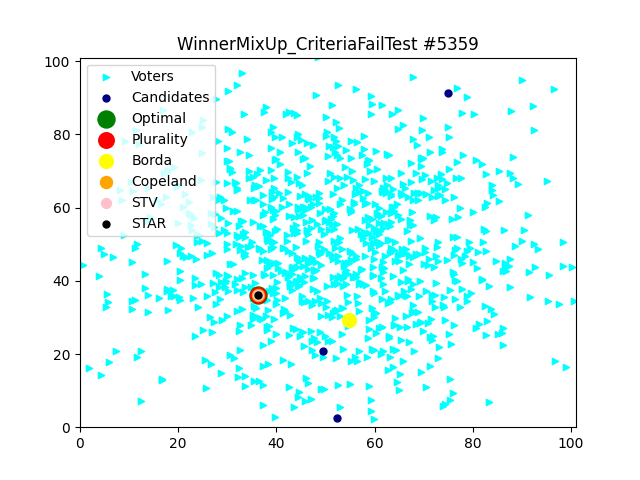 WinnerMixUp_CriteriaFailTest #5359
100
80
60
40
20
0
0
20
40
60
80
100
Voters
Candidates
Optimal
Plurality
Borda
Copeland
STV
STAR